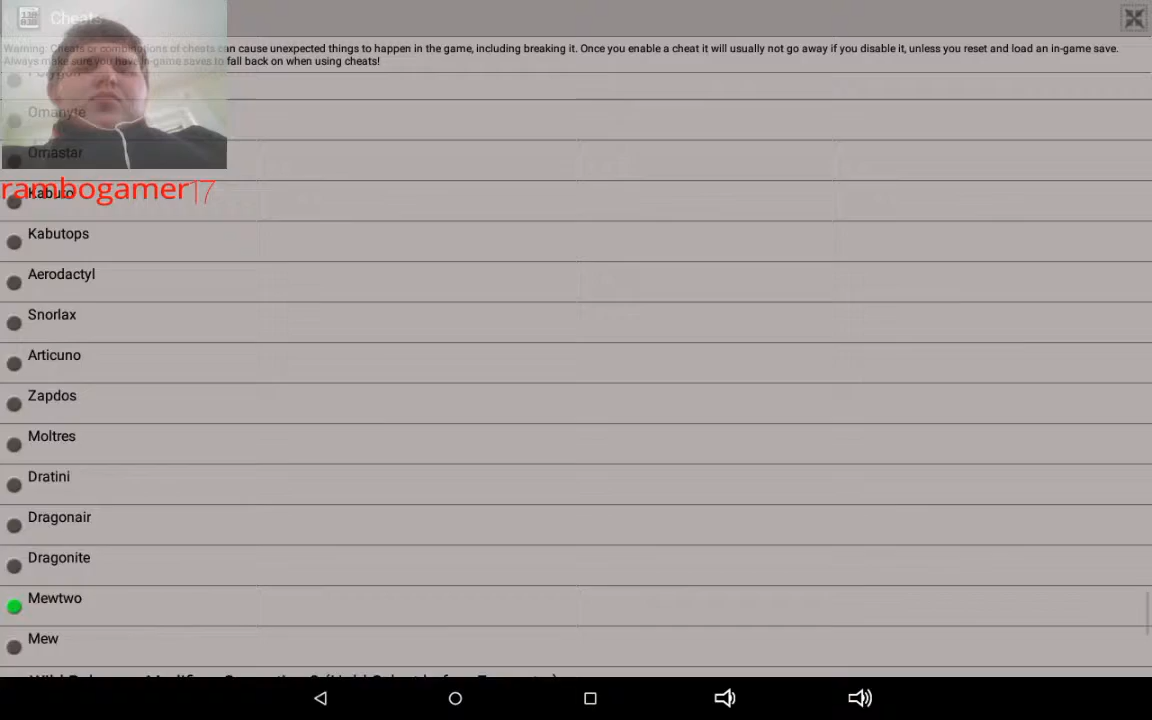 Cheats
Warning: Cheats or combinations of cheats can cause unexpected things to happen in the game, including breaking it. Once you enable a cheat it will usually not go away if you disable it, unless you reset and load an in-game save.
Always make sure you have in-game saves to fall back on when using cheats!
Omanyte
Omastar
rambogamer17
Kabuto
Kabutops
Aerodactyl
Snorlax
Articuno
Zapdos
Moltres
Dratini
Dragonair
Dragonite
Mewtwo
Mew